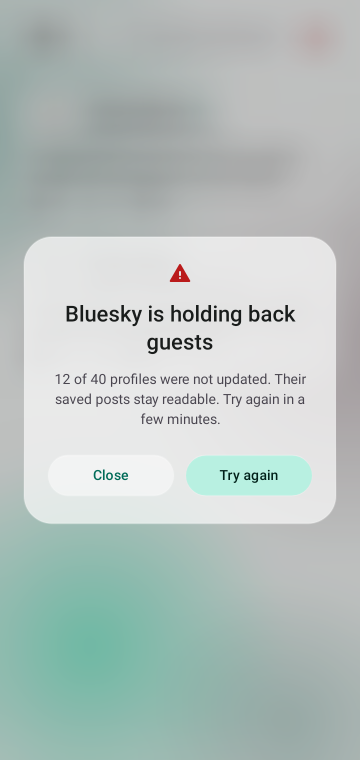 Bluesky is holding back
guests
12 of 40 profiles were not updated. Their
saved posts stay readable. Try again in a
few minutes.
Close
Try again